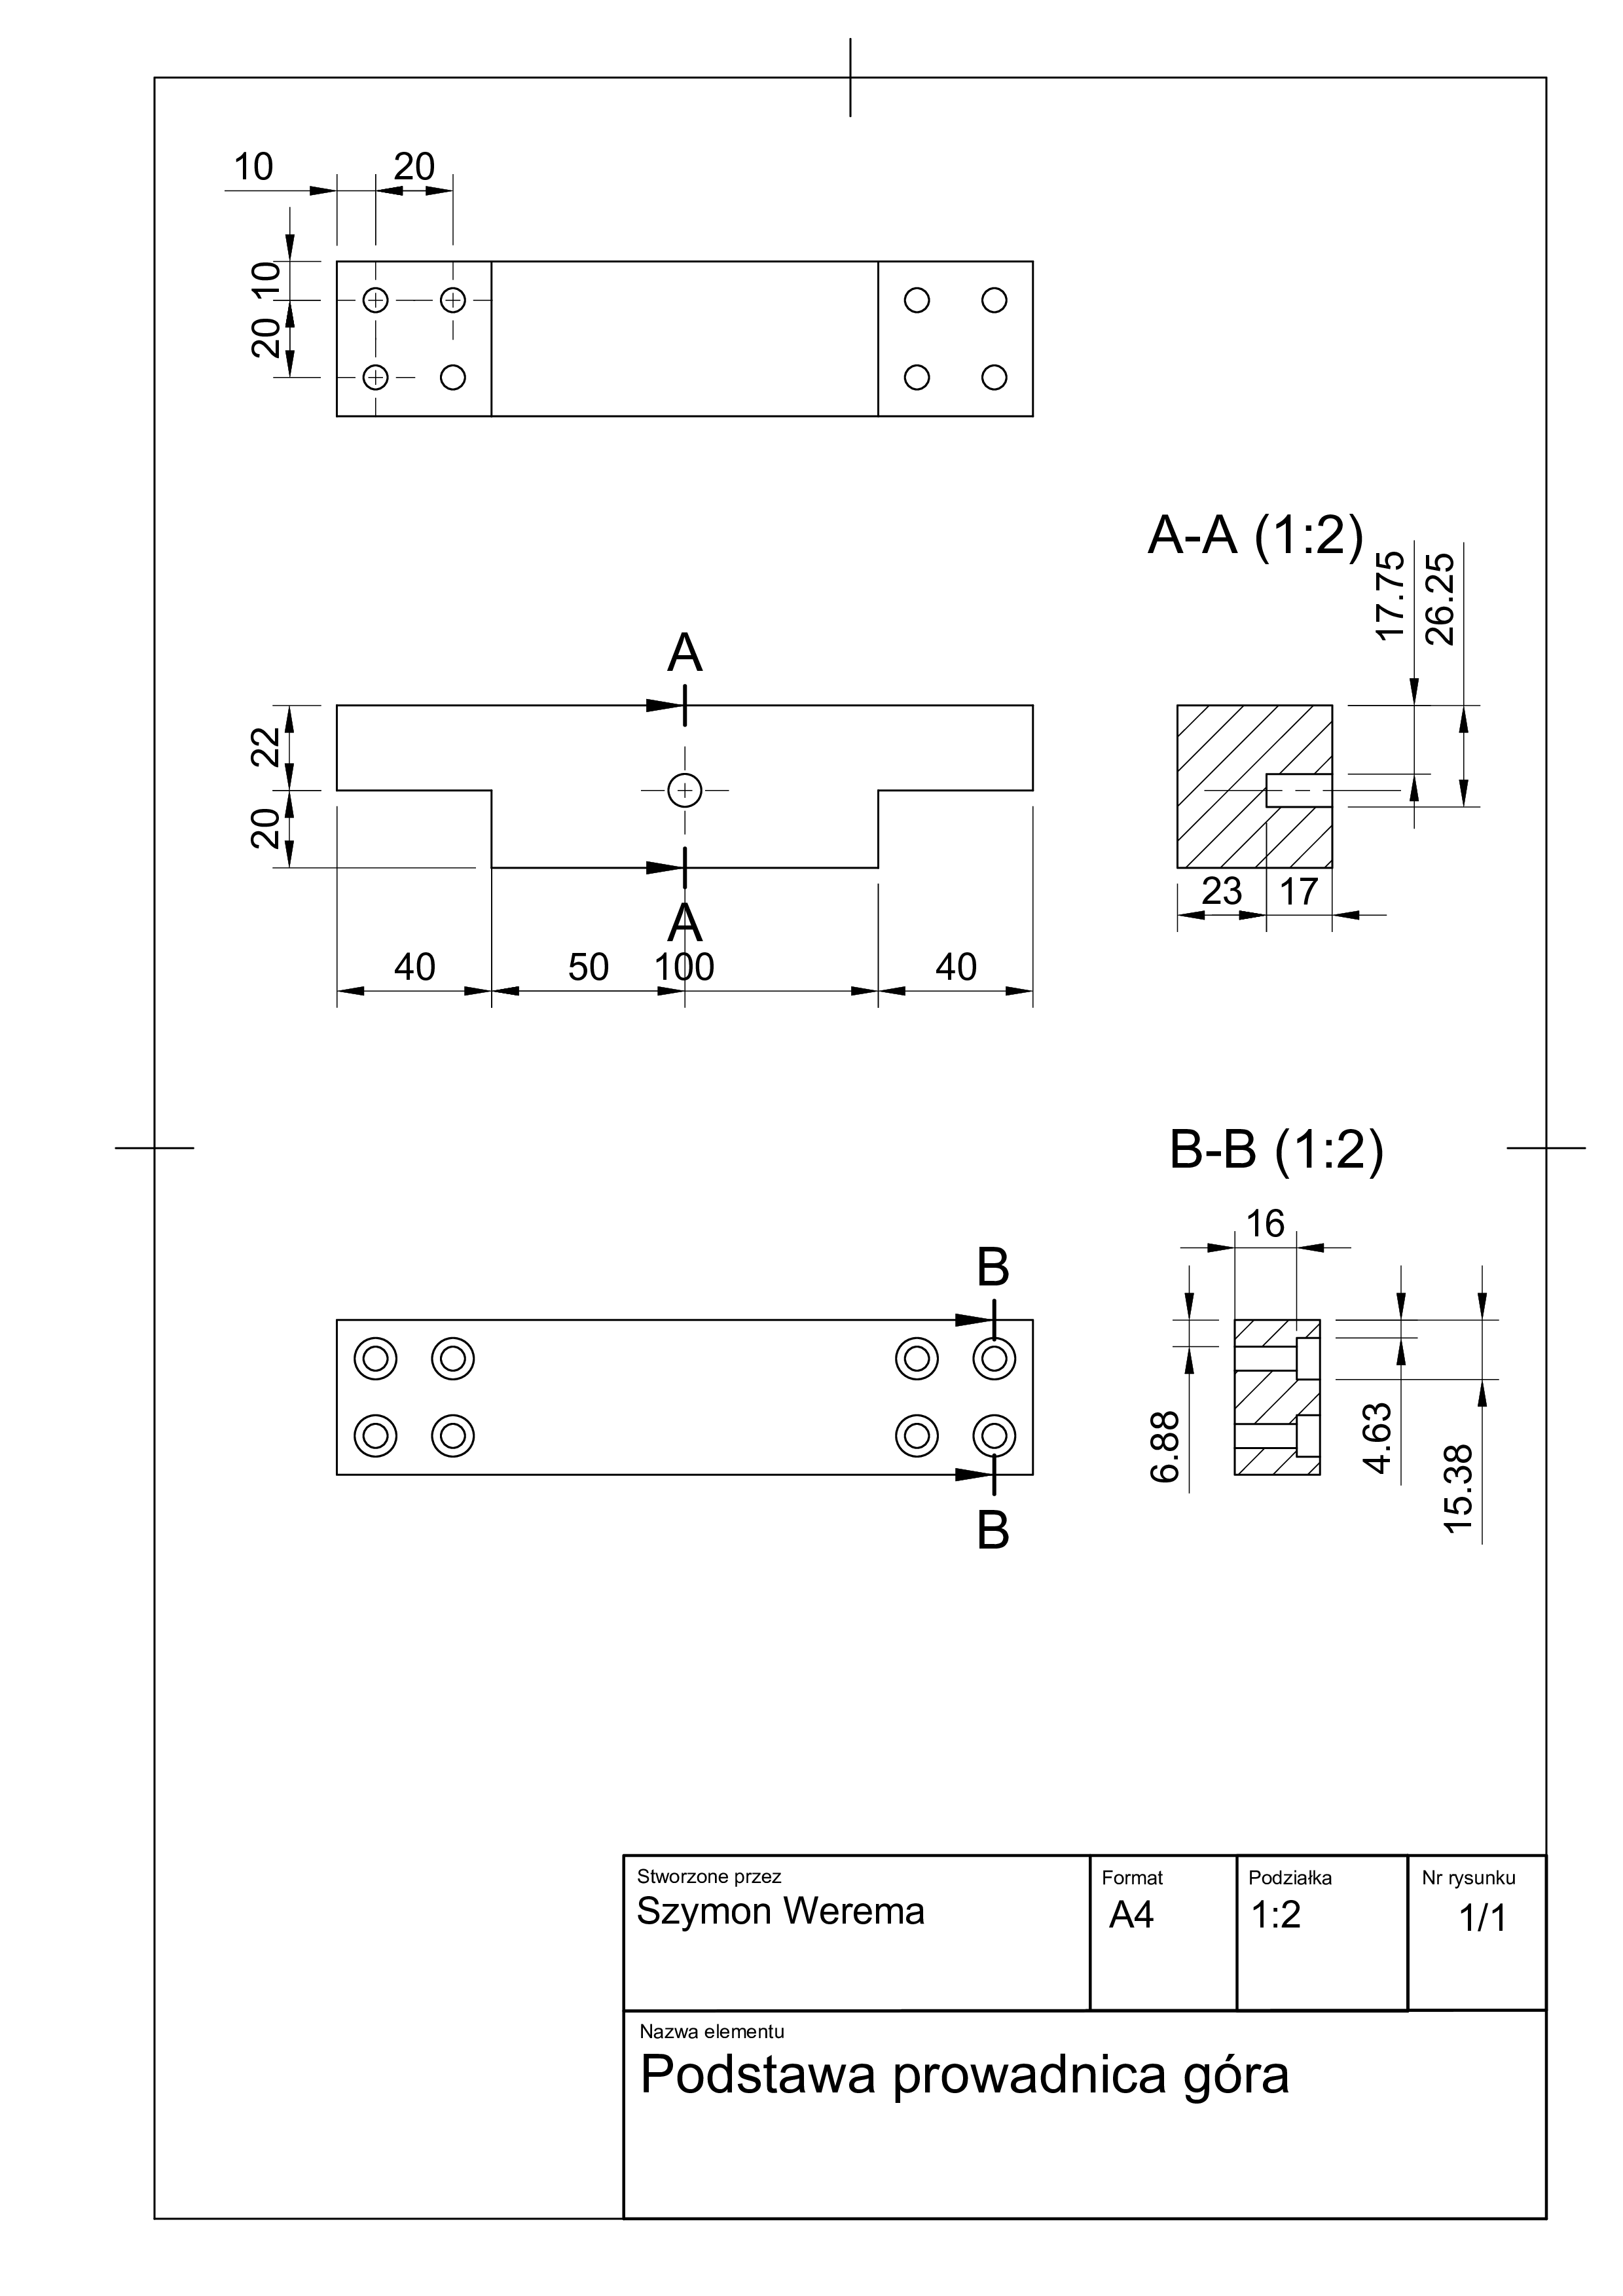 10 20
10
20
A-A (1:2)
17.75
26.25
A
22
20
A
23 17
40 50 100 40
B-B (1:2)
16
B
6.88
4.63
15.38
B
Stworzone przez
Szymon Werema
Format
A4
Podziałka
1:2
Nr rysunku
1/1
Nazwa elementu
Podstawa prowadnica góra